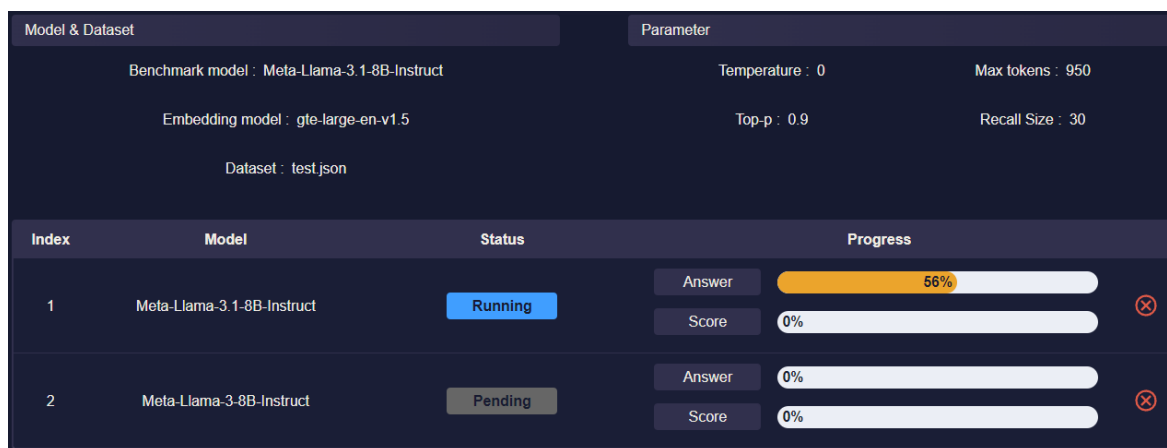 Model & Dataset
Parameter
Benchmark model : Meta-Llama-3.1-8B-Instruct
Temperature : 0
Max tokens : 950
Embedding model : gte-large-en-v1.5
Top-p : 0.9
Recall Size : 30
Dataset : test.json
Index Model Status Progress
1 Meta-Llama-3.1-8B-Instruct Running
Answer 56%
Score 0%
2 Meta-Llama-3-8B-Instruct Pending
Answer 0%
Score 0%